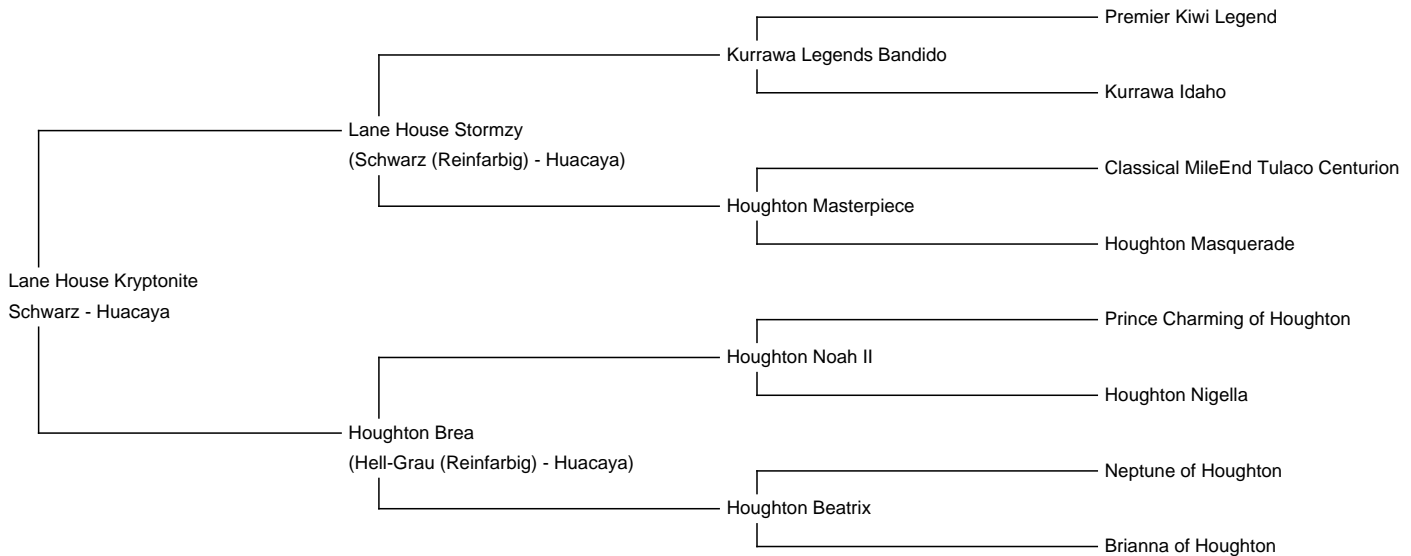 Premier Kiwi Legend
Kurrawa Legends Bandido
Kurrawa Idaho
Lane House Stormzy
(Schwarz (Reinfarbig) - Huacaya)
Classical MileEnd Tulaco Centurion
Houghton Masterpiece
Houghton Masquerade
Lane House Kryptonite
Schwarz - Huacaya
Prince Charming of Houghton
Houghton Noah II
Houghton Nigella
Houghton Brea
(Hell-Grau (Reinfarbig) - Huacaya)
Neptune of Houghton
Houghton Beatrix
Brianna of Houghton